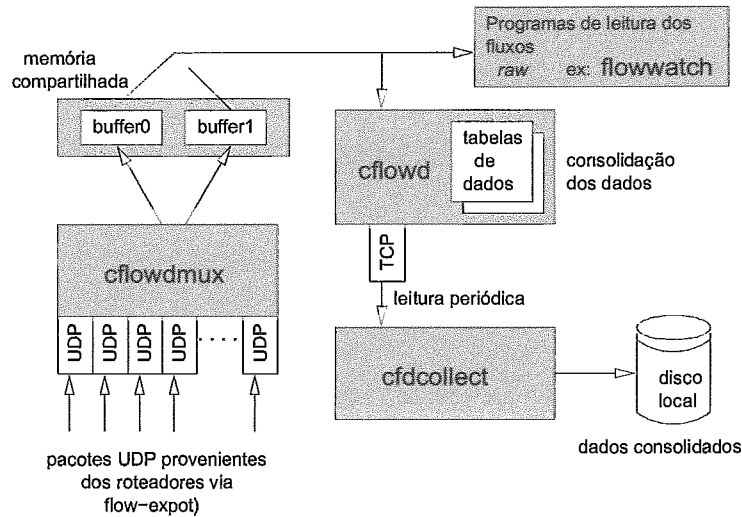 Programas de leitura dos
fluxos
raw ex: flowwatch
memória
compartilhada
buffer0 buffer1
cflowd
tabelas
de
dados
consolidação
dos dados
cflowdmux
TCP
leitura periódica
UDP UDP UDP UDP ..... UDP
cfdcollect
disco
local
dados consolidados
pacotes UDP provenientes
dos roteadores via
flow-expot)